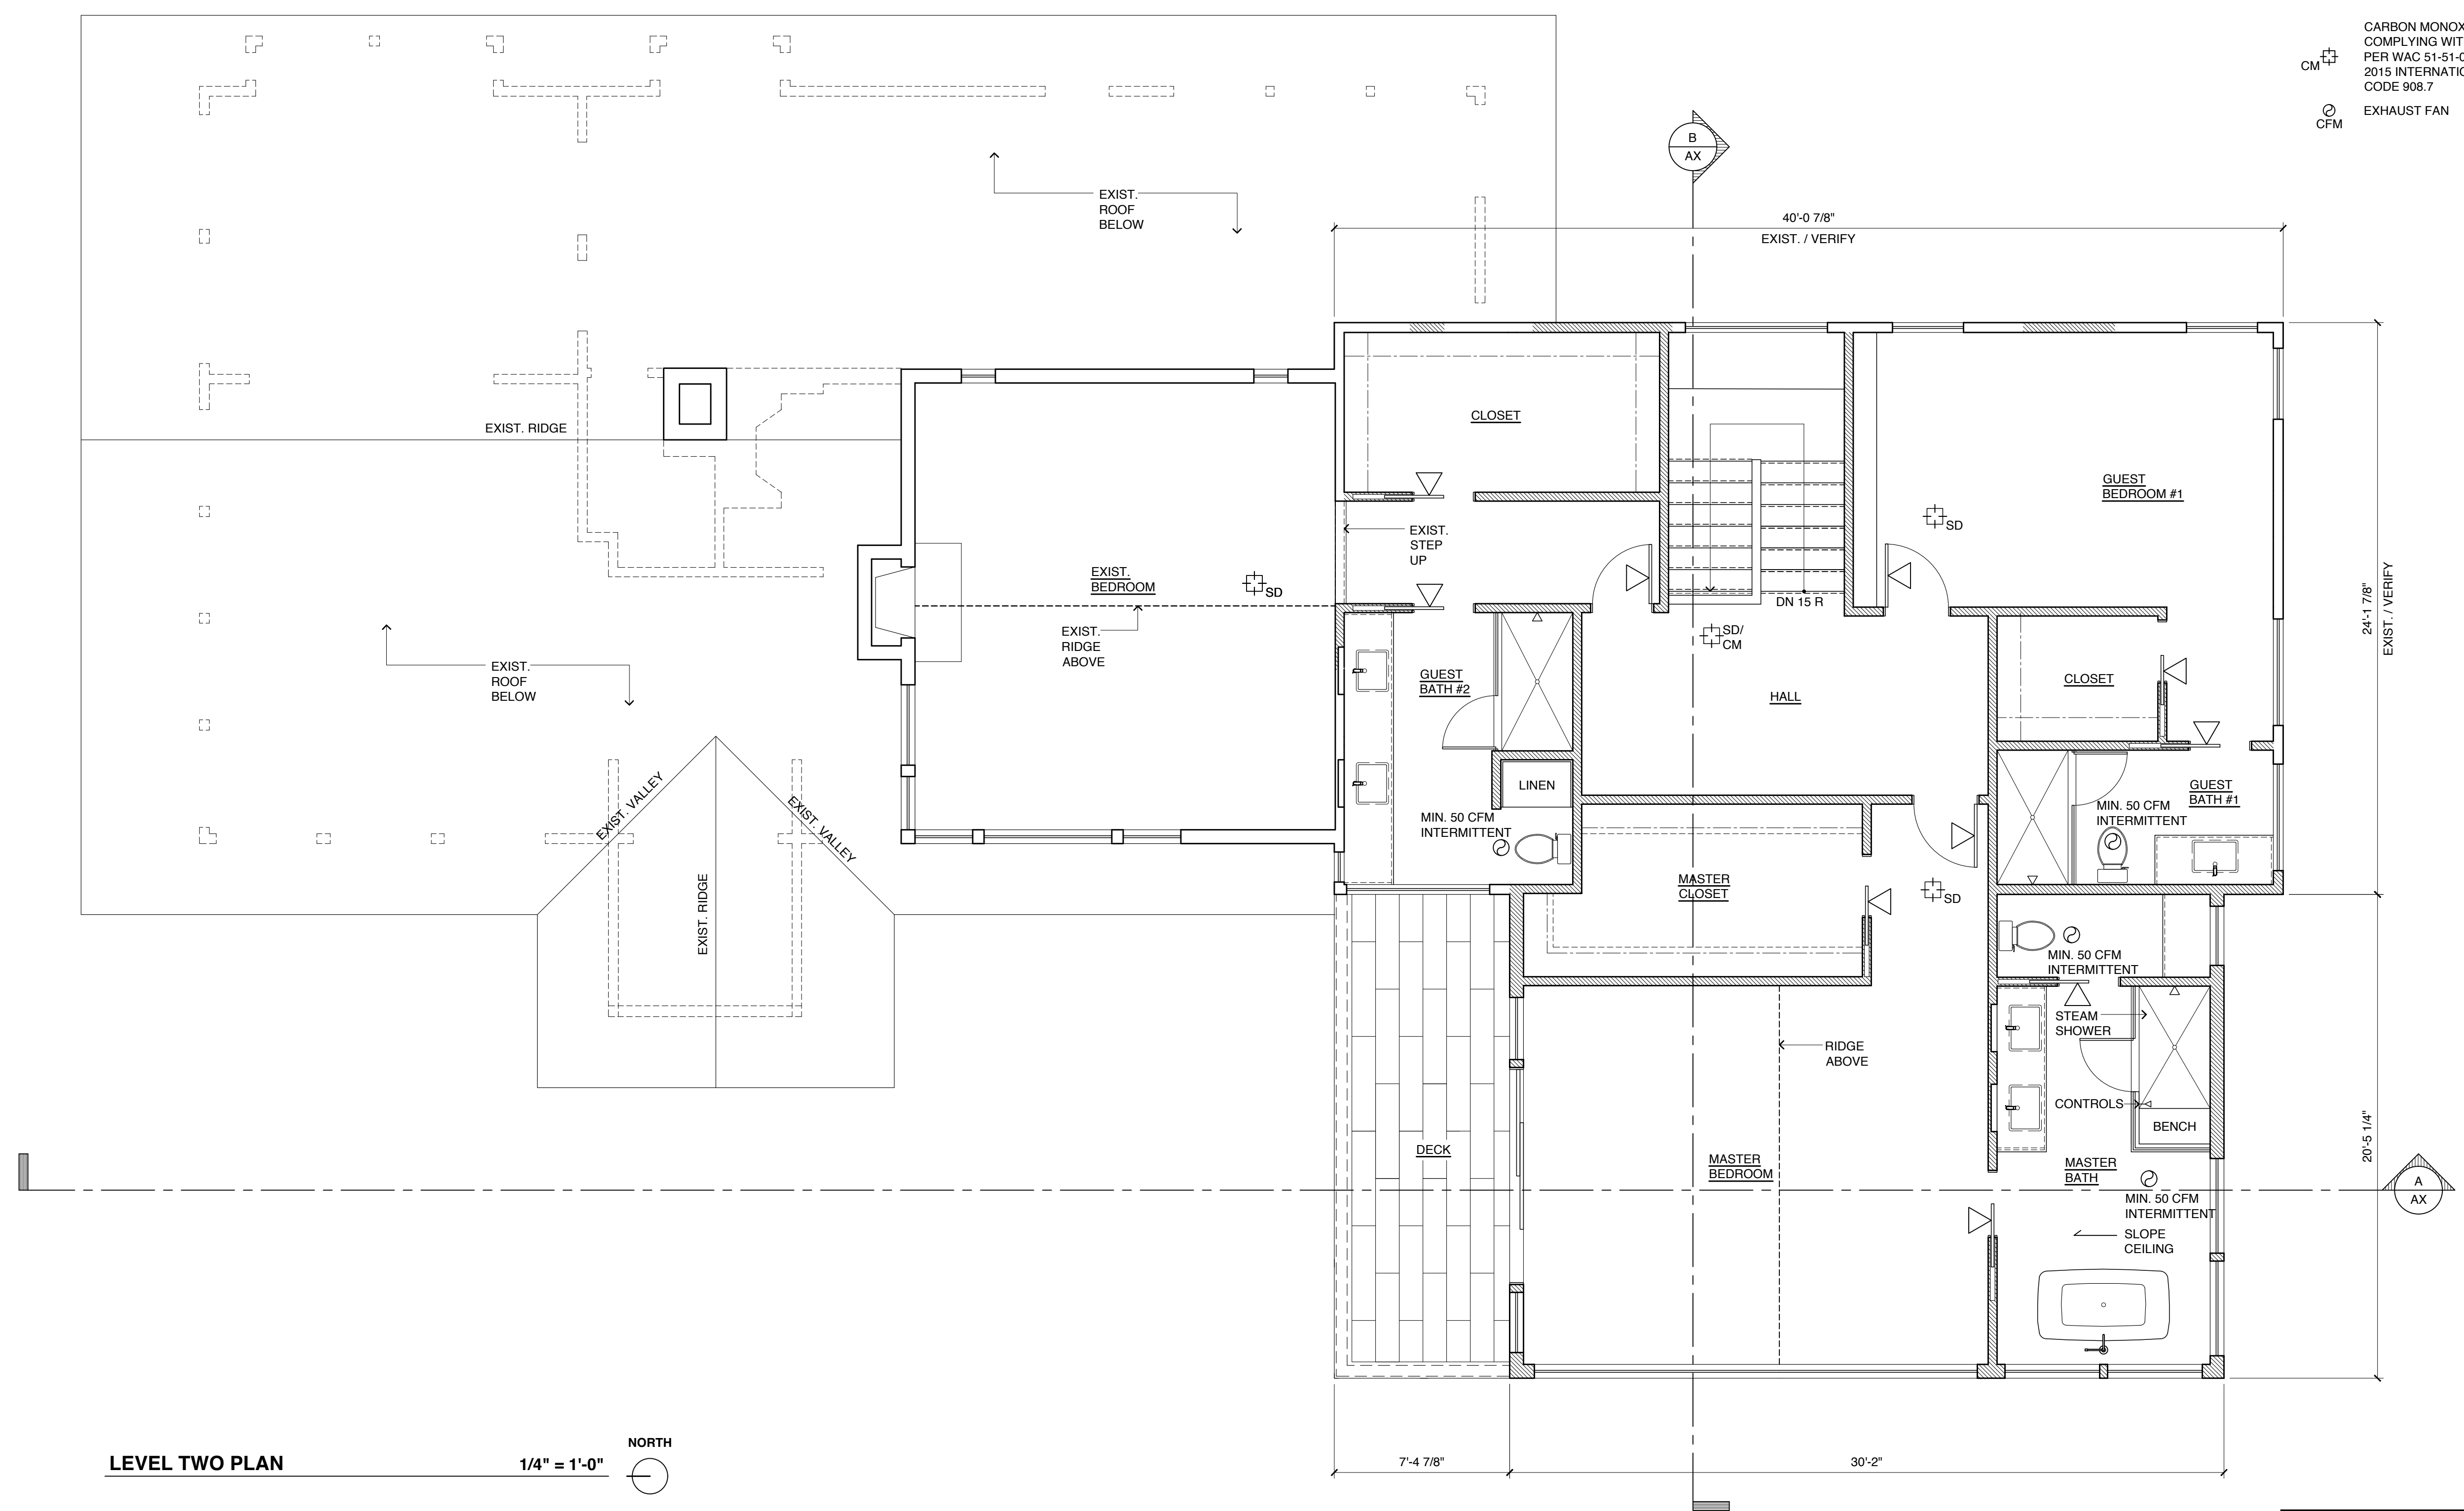 CARBON MONOX
COMPLYING WIT
PER WAC 51-51-0
2015 INTERNATIO
CODE 908.7
CM
EXHAUST FAN
CFM
B
AX
EXIST.
ROOF
BELOW
40'-0 7/8"
EXIST. / VERIFY
EXIST. RIDGE
CLOSET
GUEST
BEDROOM #1
SD
EXIST.
STEP
UP
EXIST.
BEDROOM
SD
DN 15 R
24'-1 7/8"
EXIST. / VERIFY
EXIST.
RIDGE
ABOVE
SD/
CM
EXIST.
ROOF
BELOW
GUEST
BATH #2
HALL
CLOSET
EXIST. VALLEY
EXIST. VALLEY
EXIST. RIDGE
LINEN
MIN. 50 CFM
INTERMITTENT
GUEST
BATH #1
MIN. 50 CFM
INTERMITTENT
MASTER
CLOSET
SD
MIN. 50 CFM
INTERMITTENT
STEAM
SHOWER
RIDGE
ABOVE
CONTROLS
BENCH
DECK
MASTER
BEDROOM
MASTER
BATH
MIN. 50 CFM
INTERMITTENT
SLOPE
CEILING
20'-5 1/4"
A
AX
LEVEL TWO PLAN
1/4" = 1'-0"
NORTH
7'-4 7/8"
30'-2"